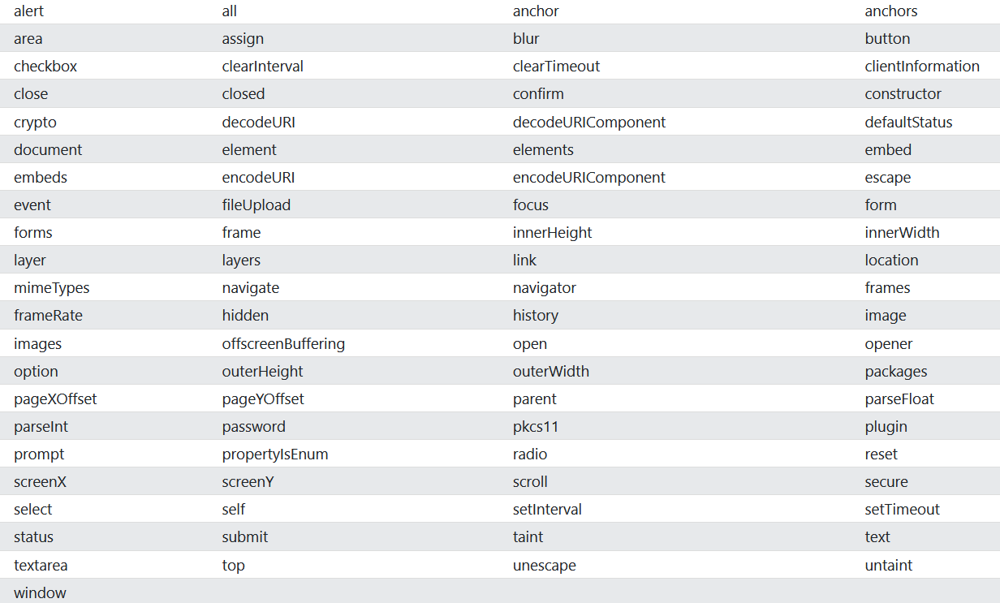 alert all anchor anchors
area assign blur button
checkbox clearInterval clearTimeout clientInformation
close closed confirm constructor
crypto decodeURI decodeURIComponent defaultStatus
document element elements embed
embeds encodeURI encodeURIComponent escape
event fileUpload focus form
forms frame innerHeight innerWidth
layer layers link location
mimeTypes navigate navigator frames
frameRate hidden history image
images offscreenBuffering open opener
option outerHeight outerWidth packages
pageXOffset pageYOffset parent parseFloat
parseInt password pkcs11 plugin
prompt propertyIsEnum radio reset
screenX screenY scroll secure
select self setInterval setTimeout
status submit taint text
textarea top unescape untaint
window